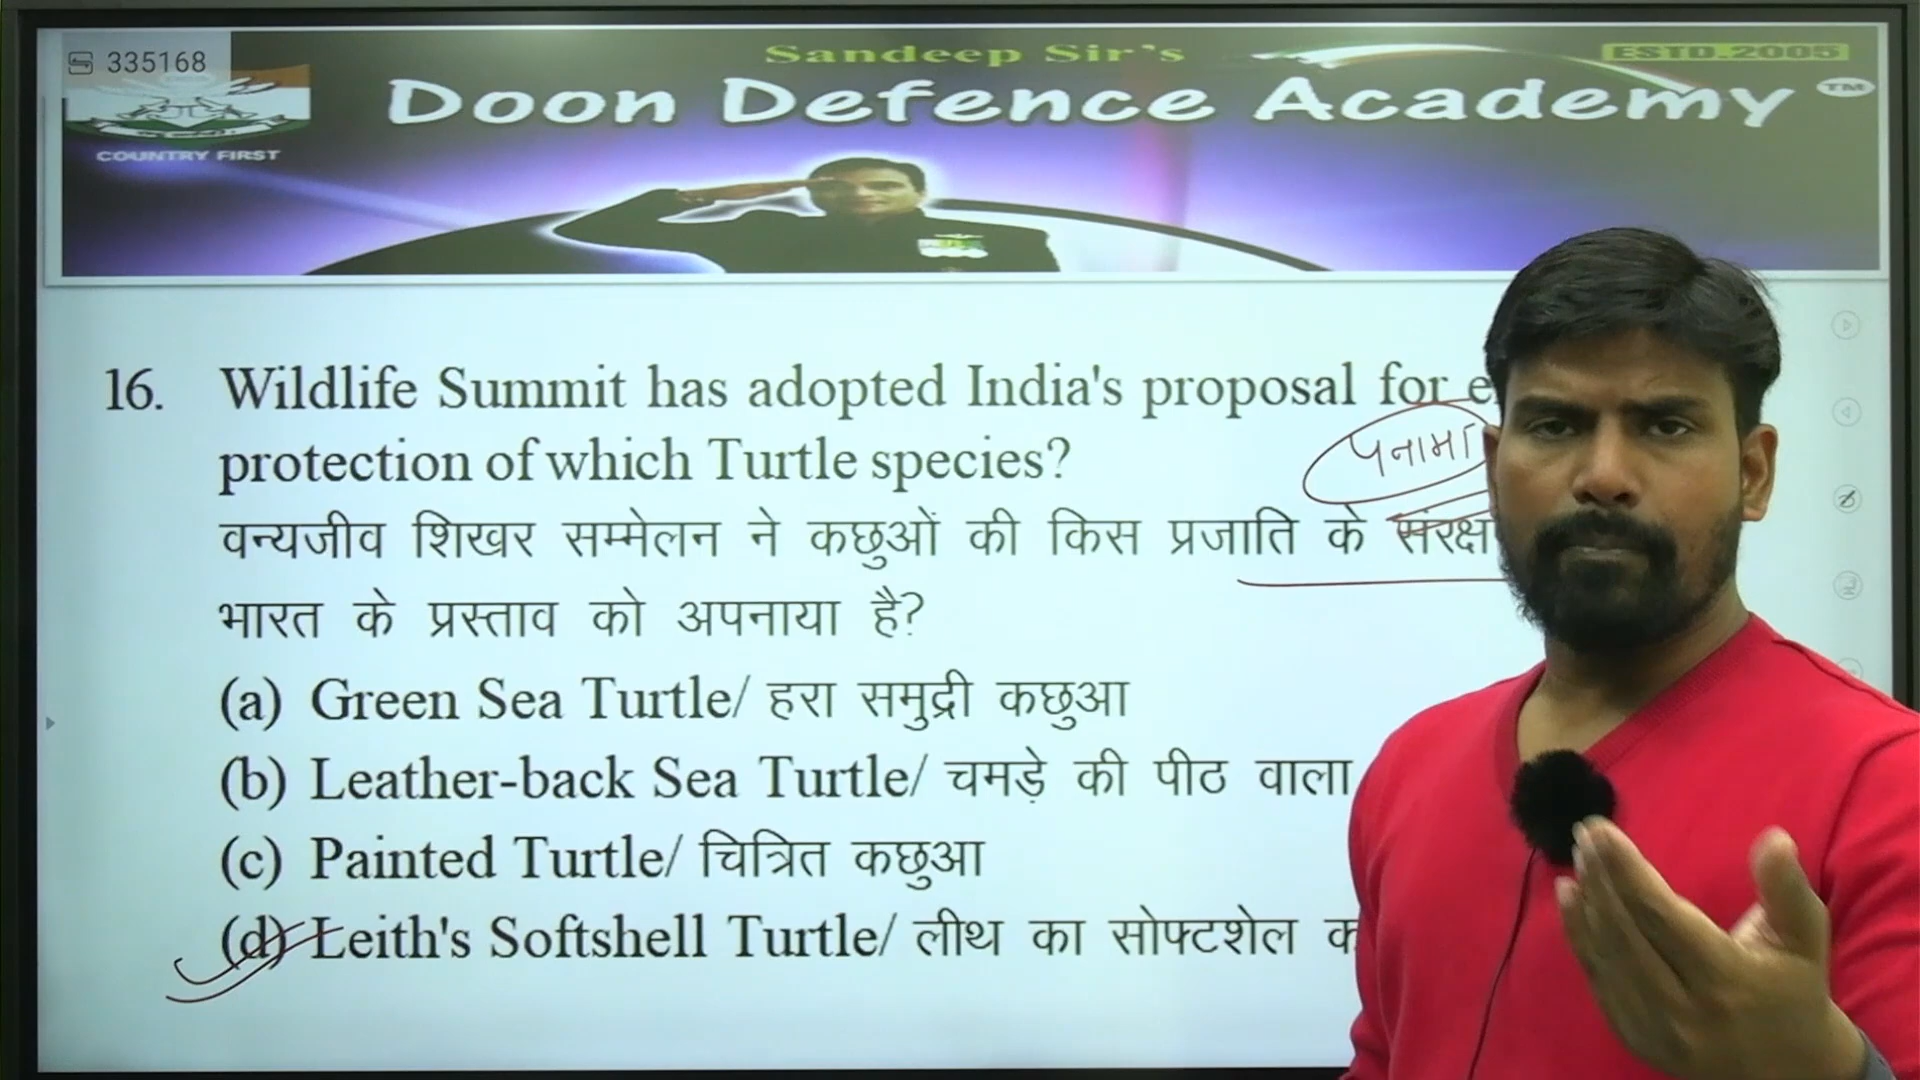 335168
Sandeep Sir's
ESTD.2005
Doon Defence Academy™
COUNTRY FIRST
16. Wildlife Summit has adopted India's proposal for
पनामा
protection of which Turtle species?
वन्यजीव शिखर सम्मेलन ने कछुओं की किस प्रजाति के
भारत के प्रस्ताव को अपनाया है?
(a) Green Sea Turtle/ हरा समुद्री कछुआ
(b) Leather-back Sea Turtle/ चमड़े की पीठ वाला
(c) Painted Turtle/ चित्रित कछुआ
(d) Leith's Softshell Turtle/ लीथ का सोफ्टशेल